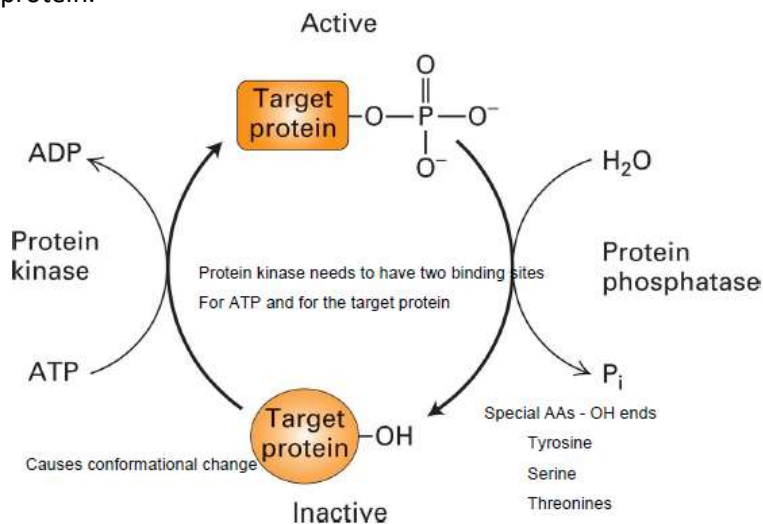 protein.
Active
Target
protein
–O–P–O⁻
O
O⁻
ADP
H₂O
Protein
kinase
Protein kinase needs to have two binding sites
For ATP and for the target protein
Protein
phosphatase
ATP
Pᵢ
Target
protein
–OH
Special AAs - OH ends
Tyrosine
Serine
Threonines
Causes conformational change
Inactive